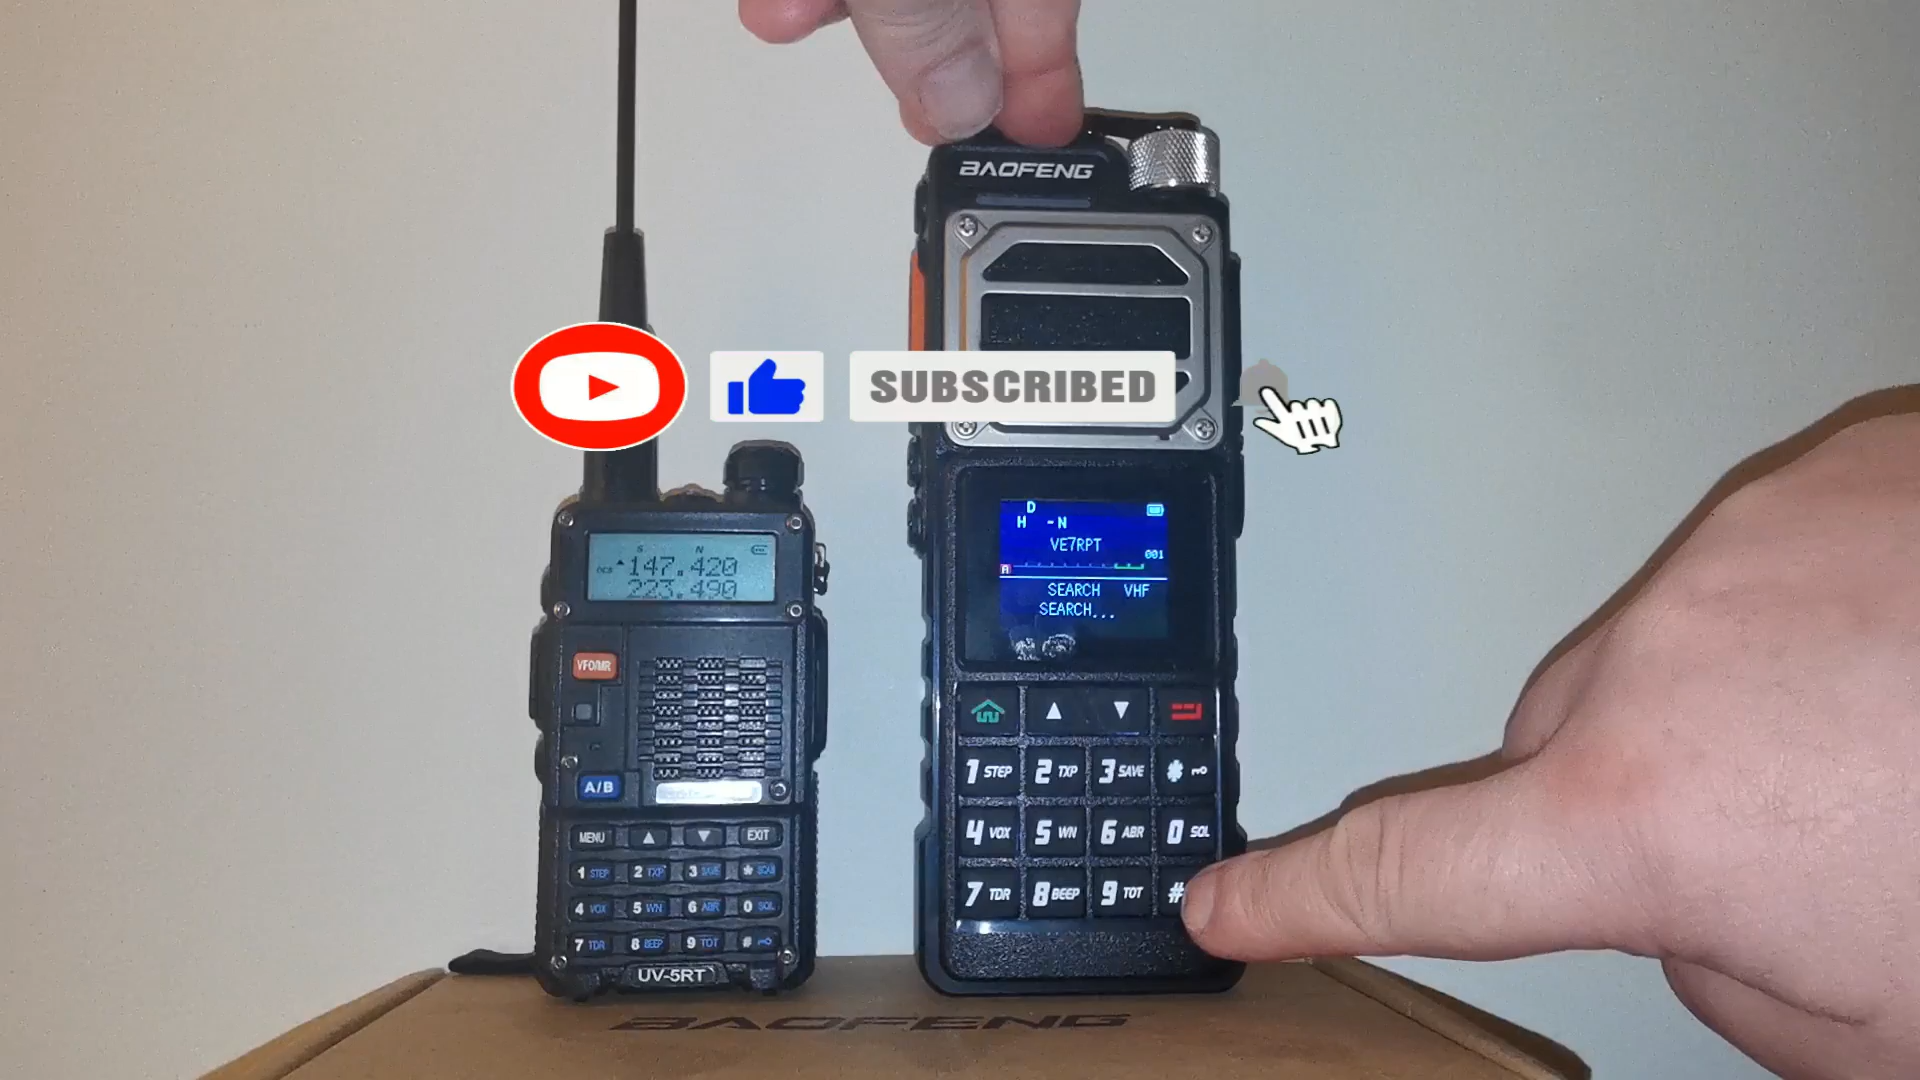 BAOFENG
SUBSCRIBED
D
H -N
VE7RPT
001
A
SEARCH VHF
SEARCH...
1 STEP 2 TXP 3 SAVE *
4 VOX 5 WN 6 ABR 0 SQL
7 TDR 8 BEEP 9 TOT #
S N
DCS 147.420
223.490
VFO/MR
A/B
MENU EXIT
1 STEP 2 TXP 3 SAVE * SCAN
4 VOX 5 WN 6 ABR 0 SQL
7 TDR 8 BEEP 9 TOT #
UV-5RT
BAOFENG